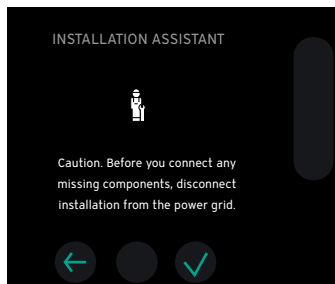 INSTALLATION ASSISTANT
Caution. Before you connect any
missing components, disconnect
installation from the power grid.